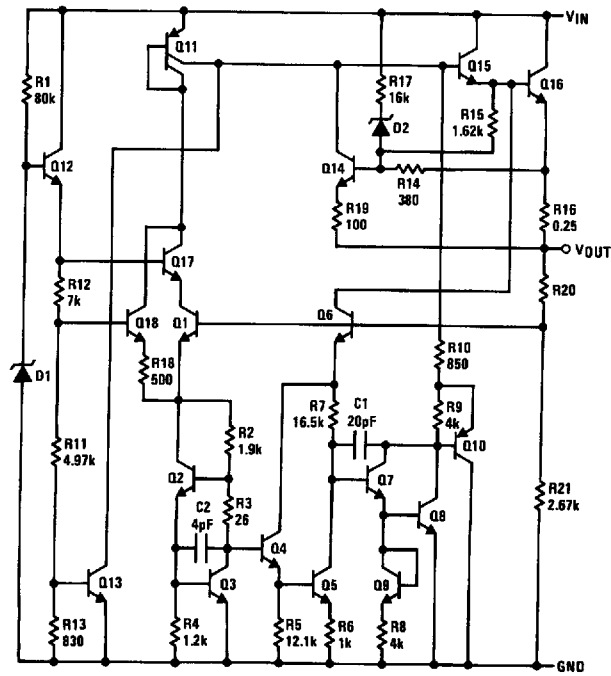 VIN
Q11
Q15
Q16
R1
80k
R17
16k
R15
1.62k
D2
Q12
Q14
R14
380
R19
100
R16
0.25
VOUT
R12
7k
Q17
R20
Q18
Q1
Q6
R18
500
R10
850
D1
R7
16.5k
C1
20pF
R9
4k
Q10
R2
1.9k
R11
4.97k
Q2
Q7
R21
2.67k
R3
26
Q8
C2
4pF
Q4
Q13
Q3
Q5
Q9
R13
830
R4
1.2k
R5
12.1k
R6
1k
R8
4k
GND